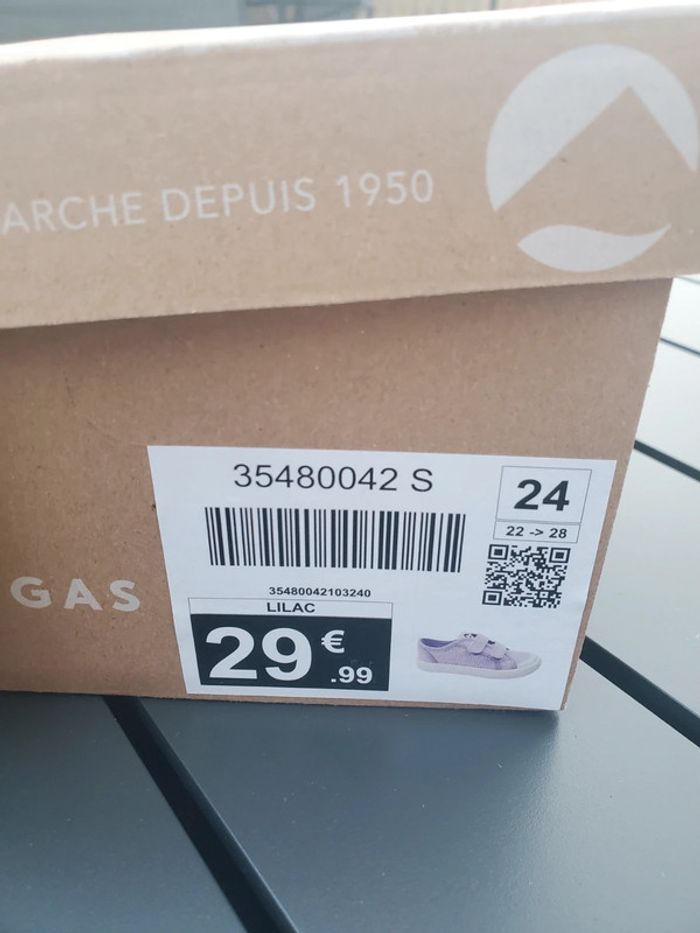 ARCHE DEPUIS 1950
35480042 S
24
22 -> 28
35480042103240
LILAC
29 €
.99
GAS